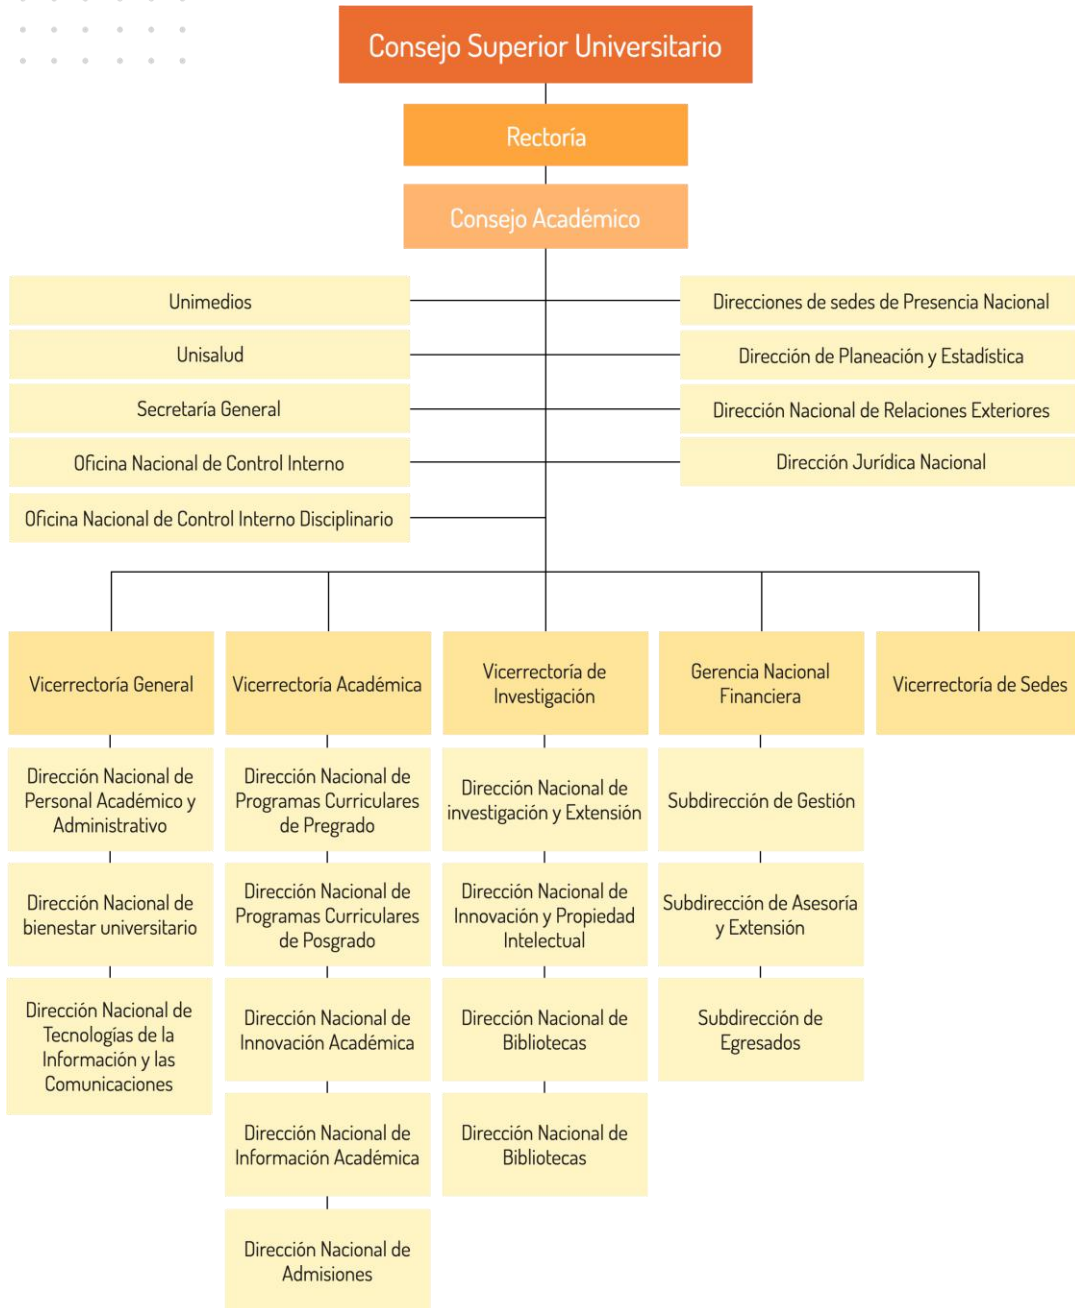 Consejo Superior Universitario
Rectoría
Consejo Académico
Unimedios
Direcciones de sedes de Presencia Nacional
Unisalud
Dirección de Planeación y Estadística
Secretaría General
Dirección Nacional de Relaciones Exteriores
Oficina Nacional de Control Interno
Dirección Jurídica Nacional
Oficina Nacional de Control Interno Disciplinario
Vicerrectoría General
Vicerrectoría Académica
Vicerrectoría de
Investigación
Gerencia Nacional
Financiera
Vicerrectoría de Sedes
Dirección Nacional de
Personal Académico y
Administrativo
Dirección Nacional de
bienestar universitario
Dirección Nacional de
Tecnologías de la
Información y las
Comunicaciones
Dirección Nacional de
Programas Curriculares
de Pregrado
Dirección Nacional de
Programas Curriculares
de Posgrado
Dirección Nacional de
Innovación Académica
Dirección Nacional de
Información Académica
Dirección Nacional de
Admisiones
Dirección Nacional de
investigación y Extensión
Dirección Nacional de
Innovación y Propiedad
Intelectual
Dirección Nacional de
Bibliotecas
Dirección Nacional de
Bibliotecas
Subdirección de Gestión
Subdirección de Asesoría
y Extensión
Subdirección de
Egresados